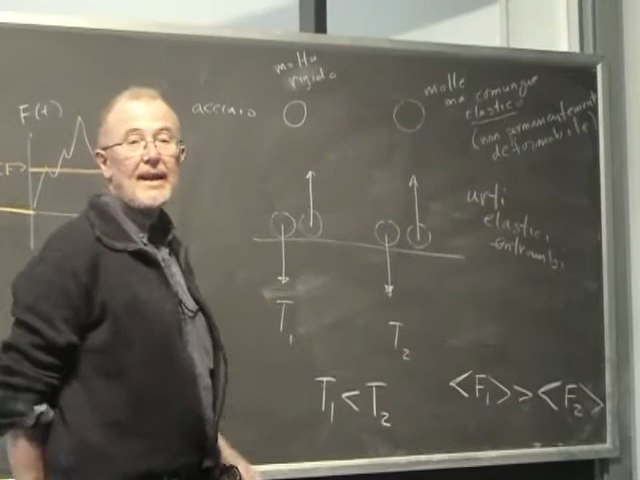 molto
rigido
acciaio
molle
ma comunque
elastico
(non permanentemente
deformabile)
F(t)
urti
elastici
entrambi
T₁
T₂
T₁ < T₂
<F₁> > <F₂>